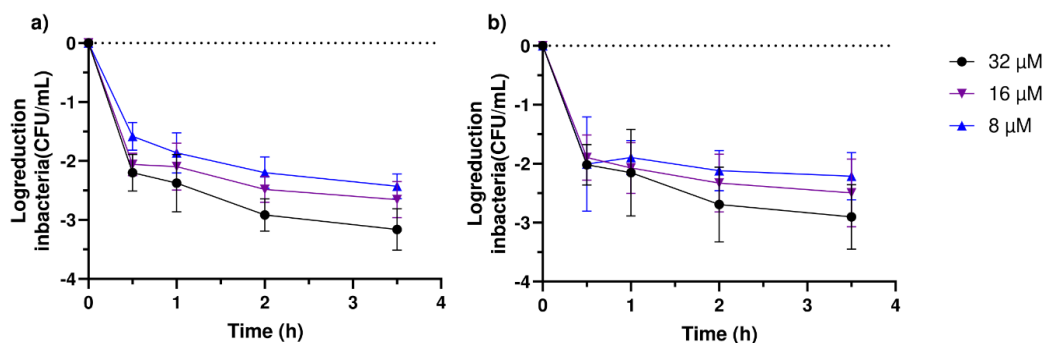 a)
Logreduction
inbacteria(CFU/mL)
0
-1
-2
-3
-4
0
1
2
3
4
Time (h)
b)
Logreduction
inbacteria(CFU/mL)
0
-1
-2
-3
-4
0
1
2
3
4
Time (h)
32 µM
16 µM
8 µM